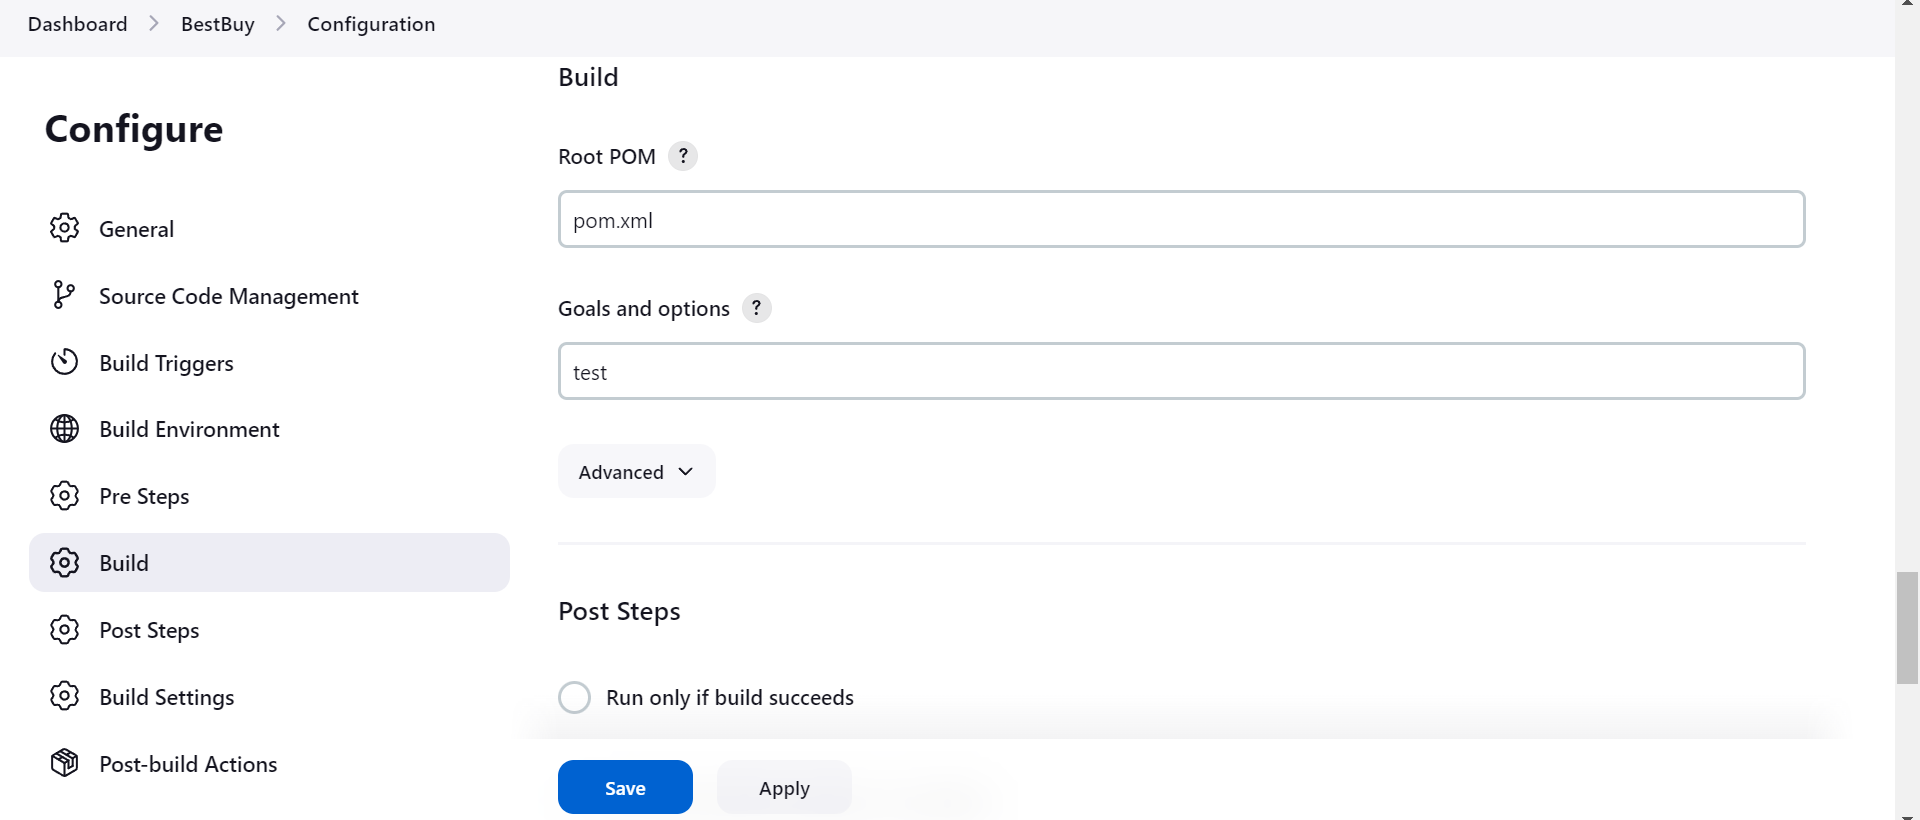 Dashboard > BestBuy > Configuration
Configure
General
Source Code Management
Build Triggers
Build Environment
Pre Steps
Build
Post Steps
Build Settings
Post-build Actions
Build
Root POM ?
pom.xml
Goals and options ?
test
Advanced
Post Steps
Run only if build succeeds
Save Apply